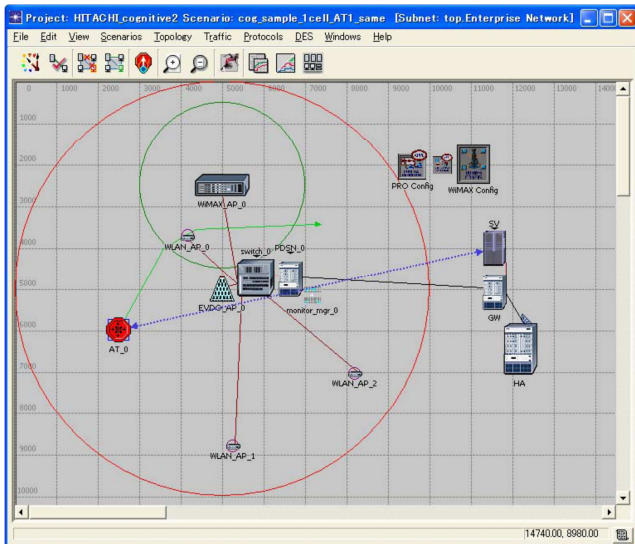 Project: HITACHI_cognitive2 Scenario: cog_sample_1cell_AT1_same [Subnet: top.Enterprise Network]
File Edit View Scenarios Topology Traffic Protocols DES Windows Help
0 1000 2000 3000 4000 5000 6000 7000 8000 9000 10000 11000 12000 13000 1400
1000
2000
PRO Config
WiMAX Config
3000
WiMAX_AP_0
4000
WLAN_AP_0
switch_0
PDSN_0
SV
5000
EVDO_AP_0
monitor_mgr_0
GW
6000
AT_0
HA
7000
WLAN_AP_2
8000
9000
WLAN_AP_1
10000
14740.00, 8980.00